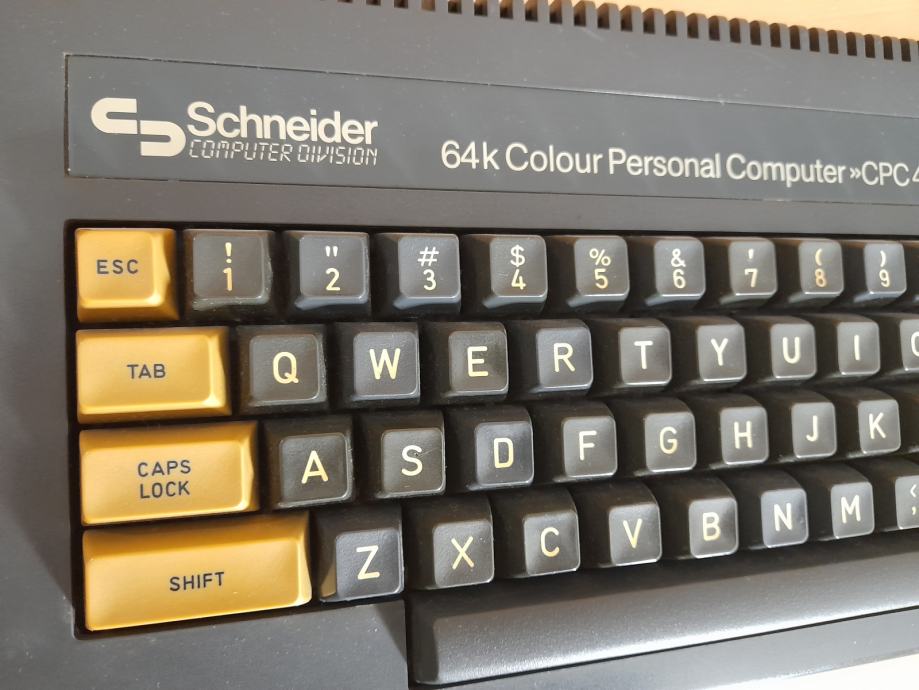 Schneider
COMPUTER DIVISION
64k Colour Personal Computer »CPC4
ESC ! 1 " 2 # 3 $ 4 % 5 & 6 ' 7 ( 8 ) 9
TAB Q W E R T Y U I
CAPS LOCK A S D F G H J K
SHIFT Z X C V B N M